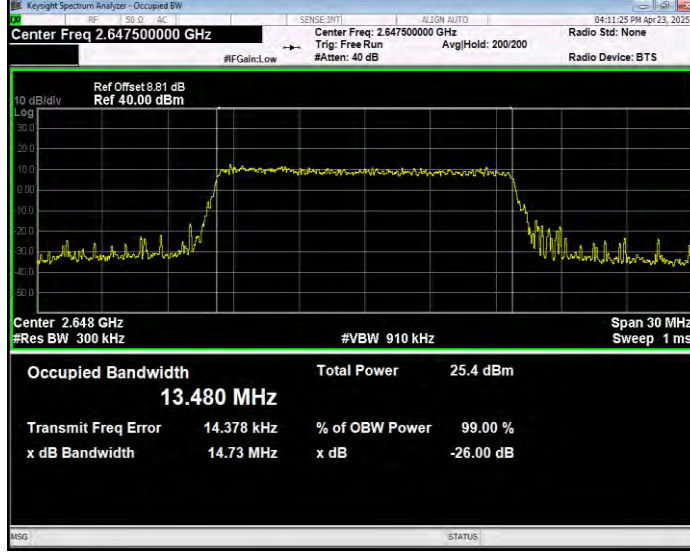 Keysight Spectrum Analyzer - Occupied BW
RF 50 Ω AC SENSE:INT ALIGN AUTO 04:11:25 PM Apr 23, 2025
Center Freq 2.647500000 GHz
Center Freq: 2.647500000 GHz
Radio Std: None
Trig: Free Run Avg|Hold: 200/200
#IFGain:Low #Atten: 40 dB Radio Device: BTS
Ref Offset 8.81 dB
10 dB/div Ref 40.00 dBm
Log
30.0
20.0
10.0
0.00
-10.0
-20.0
-30.0
-40.0
-50.0
Center 2.648 GHz Span 30 MHz
#Res BW 300 kHz #VBW 910 kHz Sweep 1 ms
Occupied Bandwidth Total Power 25.4 dBm
13.480 MHz
Transmit Freq Error 14.378 kHz % of OBW Power 99.00 %
x dB Bandwidth 14.73 MHz x dB -26.00 dB
MSG STATUS